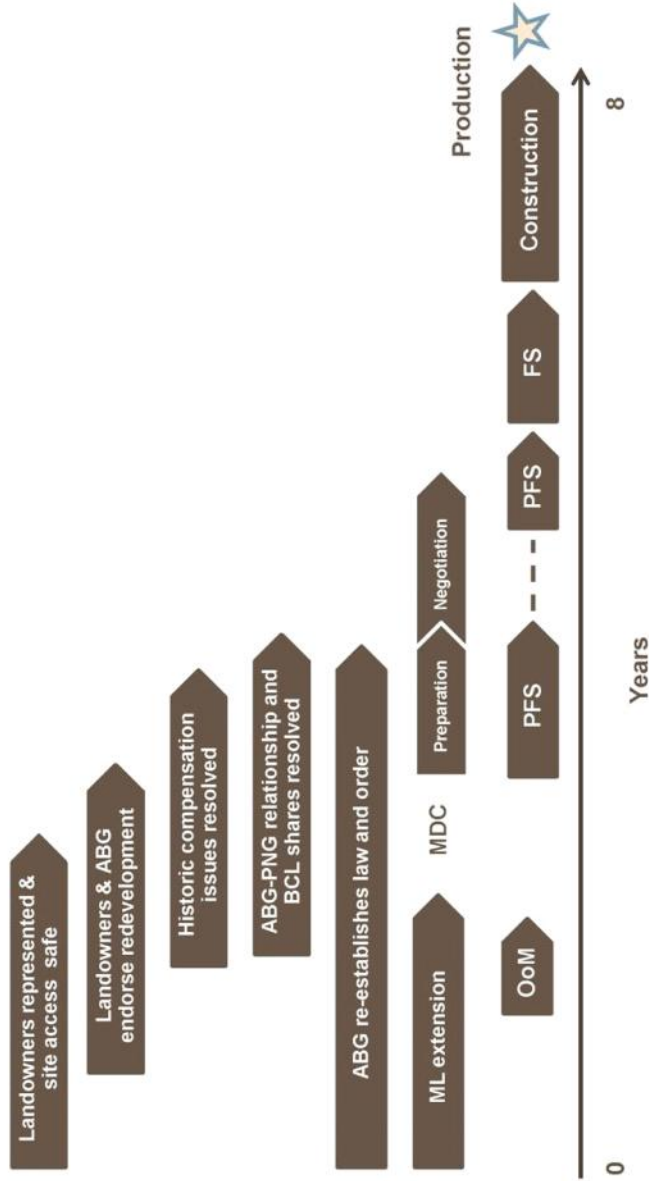 Landowners represented &
site access safe
Landowners & ABG
endorse redevelopment
Historic compensation
issues resolved
ABG-PNG relationship and
BCL shares resolved
ABG re-establishes law and order
ML extension
MDC
Preparation
Negotiation
Production
OoM
PFS
PFS
FS
Construction
0
8
Years